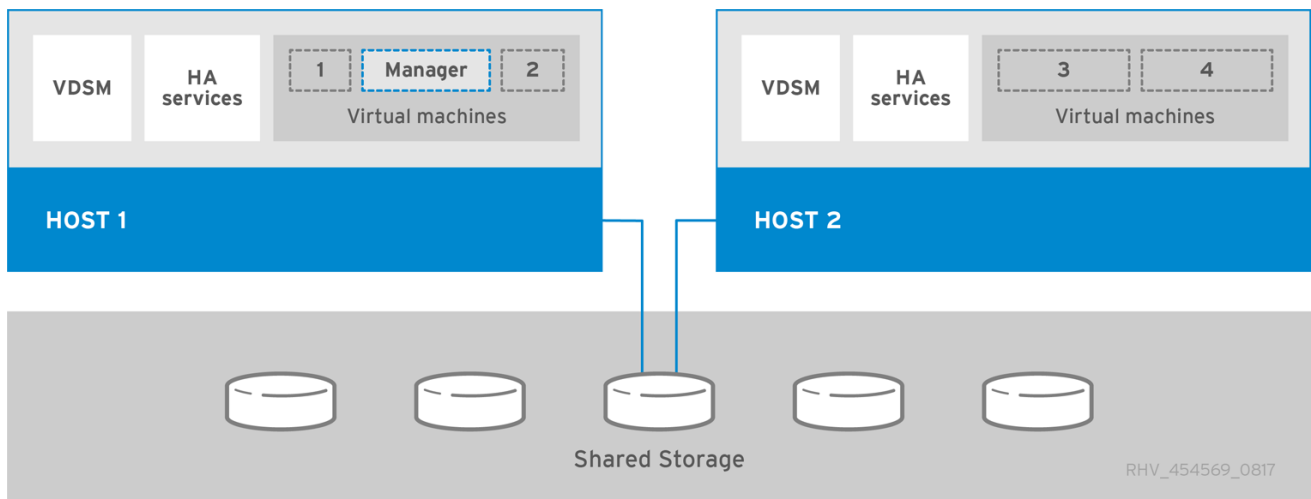 VDSM
HA
services
1
Manager
2
Virtual machines
HOST 1
VDSM
HA
services
3
4
Virtual machines
HOST 2
Shared Storage
RHV_454569_0817